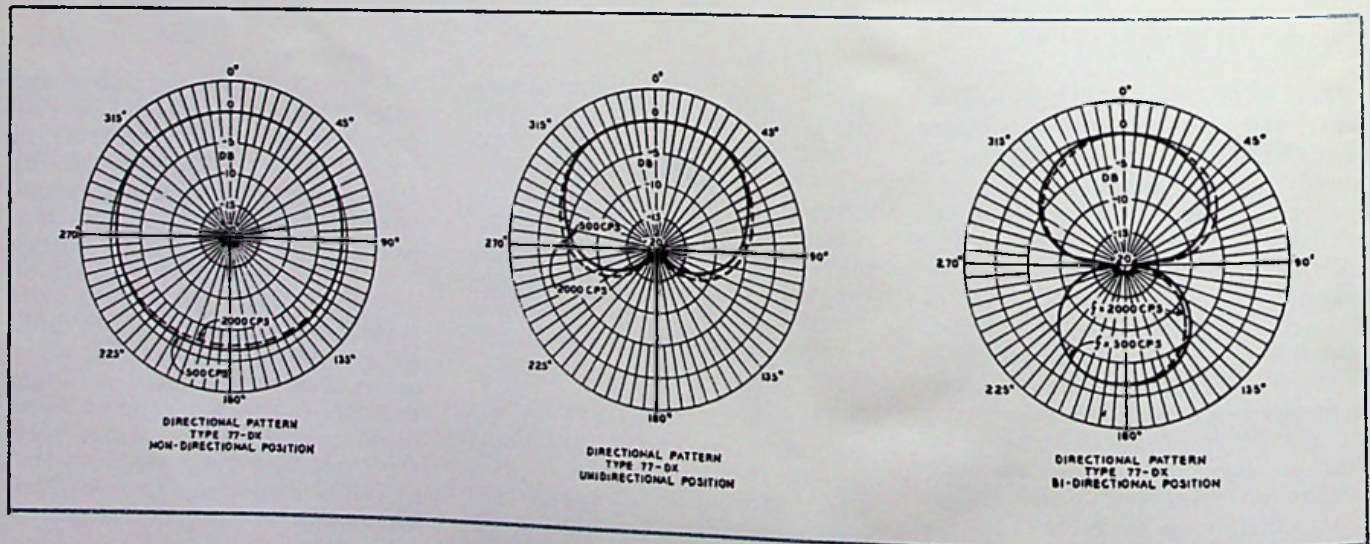 0°
315°
45°
0
-5
DB
-10
-15
270°
90°
2000 CPS
225°
135°
500 CPS
180°
DIRECTIONAL PATTERN
TYPE 77-DX
NON-DIRECTIONAL POSITION
0°
315°
45°
0
-5
DB
-10
-15
500 CPS
270°
-20
90°
2000 CPS
225°
135°
180°
DIRECTIONAL PATTERN
TYPE 77-DX
UNIDIRECTIONAL POSITION
0°
0
315°
45°
-5
DB
-10
-15
270°
-20
90°
2000 CPS
CPS
225°
135°
180°
DIRECTIONAL PATTERN
TYPE 77-DX
BI-DIRECTIONAL POSITION